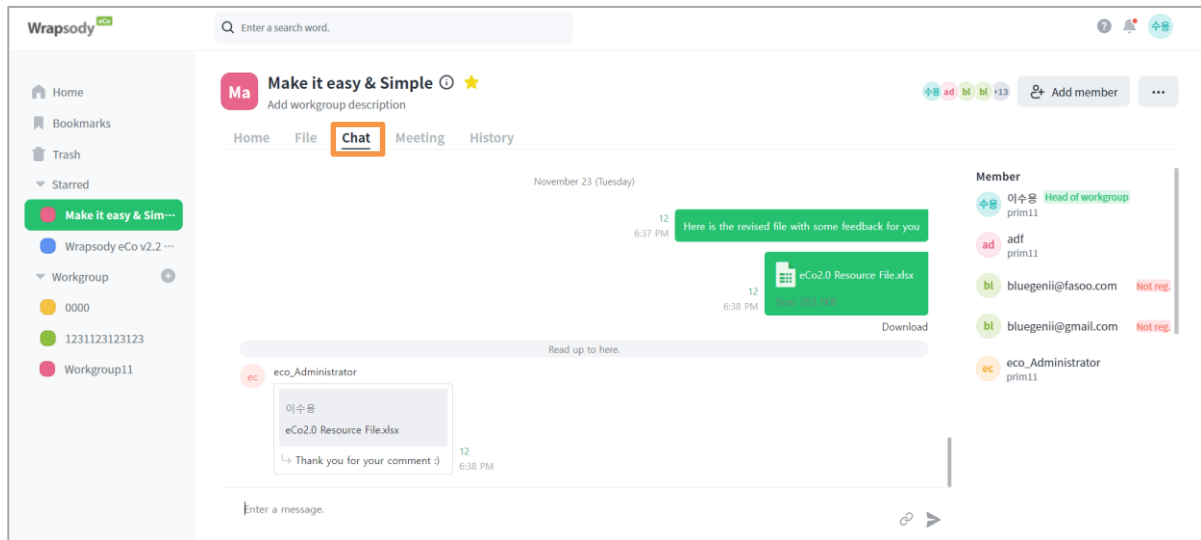 Wrapsody eCo
Enter a search word.
수용
Home
Bookmarks
Trash
Starred
Make it easy & Sim···
Wrapsody eCo v2.2 ···
Workgroup
0000
1231123123123
Workgroup11
Ma
Make it easy & Simple
Add workgroup description
수용 ad bl bl +13
Add member
Home File Chat Meeting History
November 23 (Tuesday)
12
6:37 PM
Here is the revised file with some feedback for you
eCo2.0 Resource File.xlsx
Size: 203.1KB
12
6:38 PM
Download
Read up to here.
ec
eco_Administrator
이수용
eCo2.0 Resource File.xlsx
Thank you for your comment :)
12
6:38 PM
Enter a message.
Member
수용
이수용 Head of workgroup
prim11
ad
adf
prim11
bl bluegenii@fasoo.com Not reg.
bl bluegenii@gmail.com Not reg.
ec
eco_Administrator
prim11